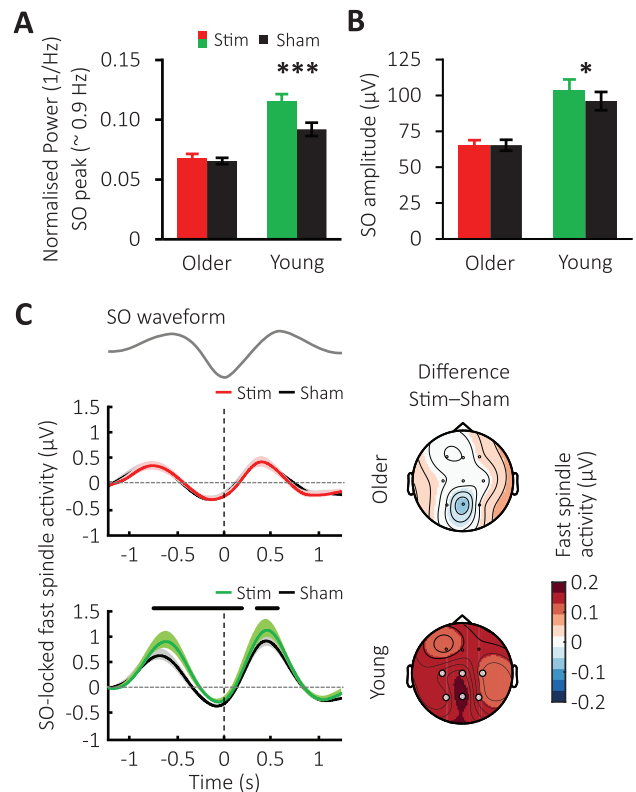 A
Stim Sham
Normalised Power (1/Hz)
SO peak (~ 0.9 Hz)
0.15
0.10
0.05
0
***
Older Young
B
SO amplitude (µV)
125
100
75
50
25
0
*
Older Young
C
SO waveform
SO-locked fast spindle activity (µV)
Stim Sham
1.5
1
0.5
0
-0.5
-1
-1 -0.5 0 0.5 1
Stim Sham
1.5
1
0.5
0
-0.5
-1
-1 -0.5 0 0.5 1
Time (s)
Difference
Stim–Sham
Older
Young
Fast spindle
activity (µV)
0.2
0.1
0
-0.1
-0.2